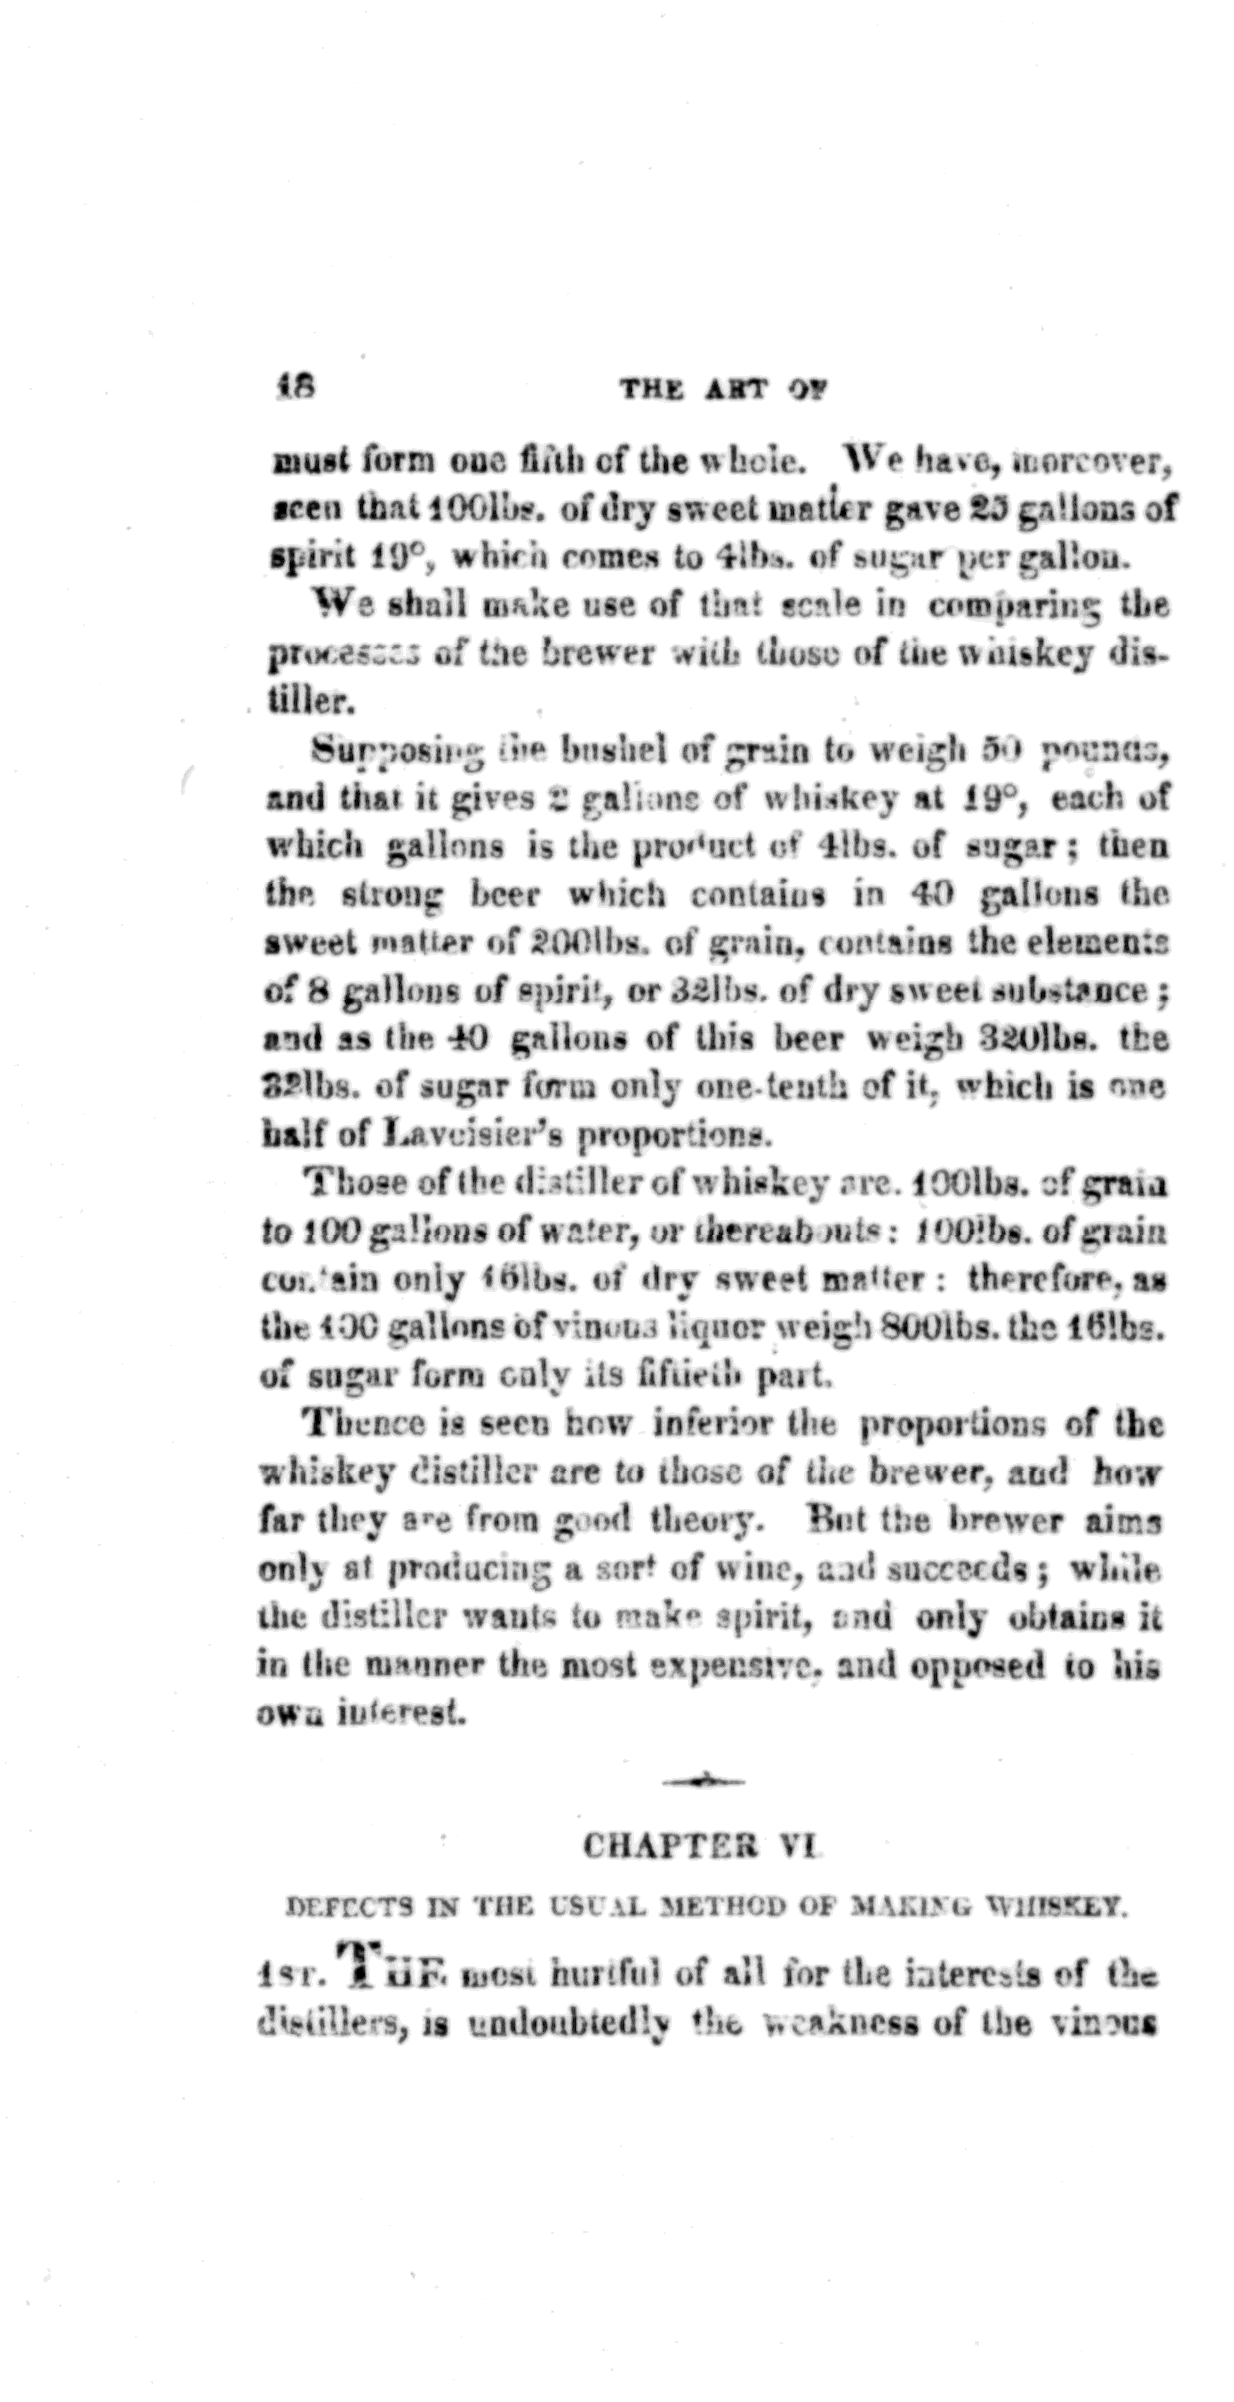 18 THE ART OF
must form one fifth of the whole. We have, moreover,
seen that 100lbs. of dry sweet matter gave 25 gallons of
spirit 19°, which comes to 4lbs. of sugar per gallon.
We shall make use of that scale in comparing the
processes of the brewer with those of the whiskey dis-
tiller.
Supposing the bushel of grain to weigh 50 pounds,
and that it gives 2 gallons of whiskey at 19°, each of
which gallons is the product of 4lbs. of sugar; then
the strong beer which contains in 40 gallons the
sweet matter of 200lbs. of grain, contains the elements
of 8 gallons of spirit, or 32lbs. of dry sweet substance;
and as the 40 gallons of this beer weigh 320lbs. the
32lbs. of sugar form only one-tenth of it, which is one
half of Lavoisier's proportions.
Those of the distiller of whiskey are. 100lbs. of grain
to 100 gallons of water, or thereabouts: 100lbs. of grain
contain only 16lbs. of dry sweet matter: therefore, as
the 100 gallons of vinous liquor weigh 800lbs. the 16lbs.
of sugar form only its fiftieth part.
Thence is seen how inferior the proportions of the
whiskey distiller are to those of the brewer, and how
far they are from good theory. But the brewer aims
only at producing a sort of wine, and succeeds; while
the distiller wants to make spirit, and only obtains it
in the manner the most expensive, and opposed to his
own interest.
CHAPTER VI
DEFECTS IN THE USUAL METHOD OF MAKING WHISKEY.
1ST. THE most hurtful of all for the interests of the
distillers, is undoubtedly the weakness of the vinous